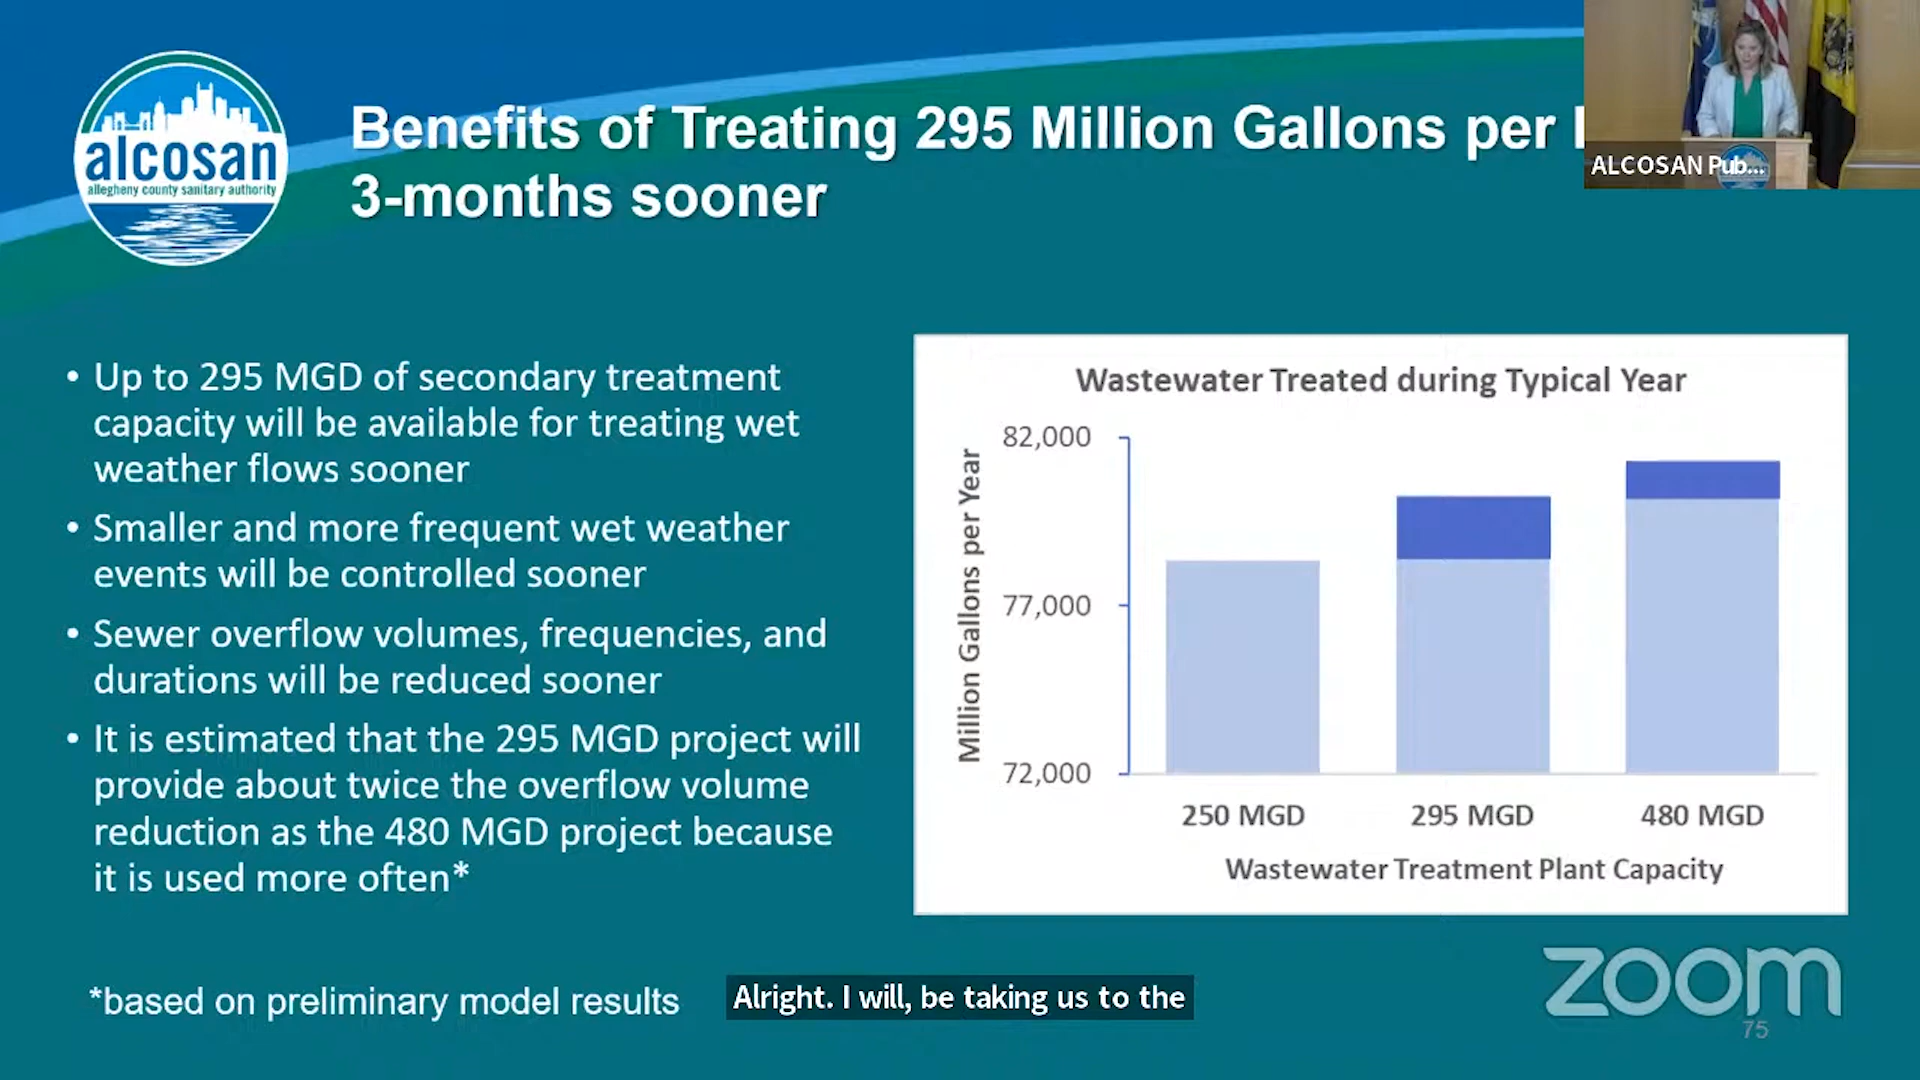 alcosan
allegheny county sanitary authority
Benefits of Treating 295 Million Gallons per
3-months sooner
ALCOSAN Pub...
• Up to 295 MGD of secondary treatment
capacity will be available for treating wet
weather flows sooner
• Smaller and more frequent wet weather
events will be controlled sooner
• Sewer overflow volumes, frequencies, and
durations will be reduced sooner
• It is estimated that the 295 MGD project will
provide about twice the overflow volume
reduction as the 480 MGD project because
it is used more often*
*based on preliminary model results
Wastewater Treated during Typical Year
Million Gallons per Year
82,000
77,000
72,000
250 MGD 295 MGD 480 MGD
Wastewater Treatment Plant Capacity
Alright. I will, be taking us to the
zoom
75